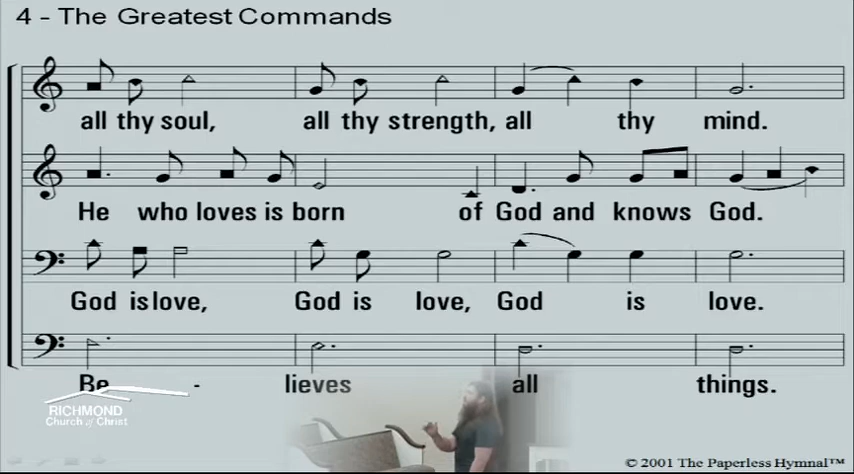 4 - The Greatest Commands
all thy soul, all thy strength, all thy mind.
He who loves is born of God and knows God.
God is love, God is love, God is love.
Be - lieves all things.
RICHMOND
Church of Christ
© 2001 The Paperless Hymnal™